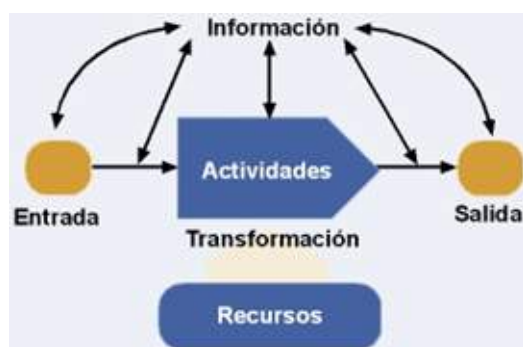 Información
Actividades
Entrada
Salida
Transformación
Recursos